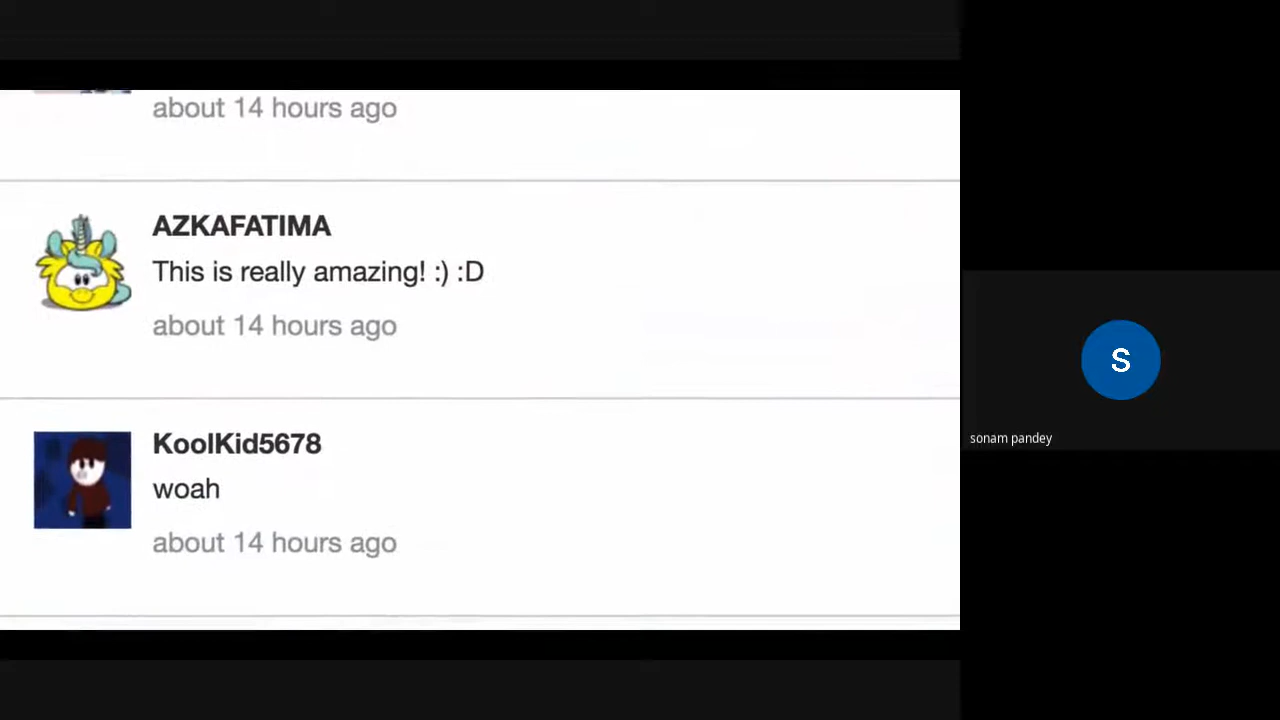 about 14 hours ago
AZKAFATIMA
This is really amazing! :) :D
about 14 hours ago
KoolKid5678
woah
about 14 hours ago
S
sonam pandey